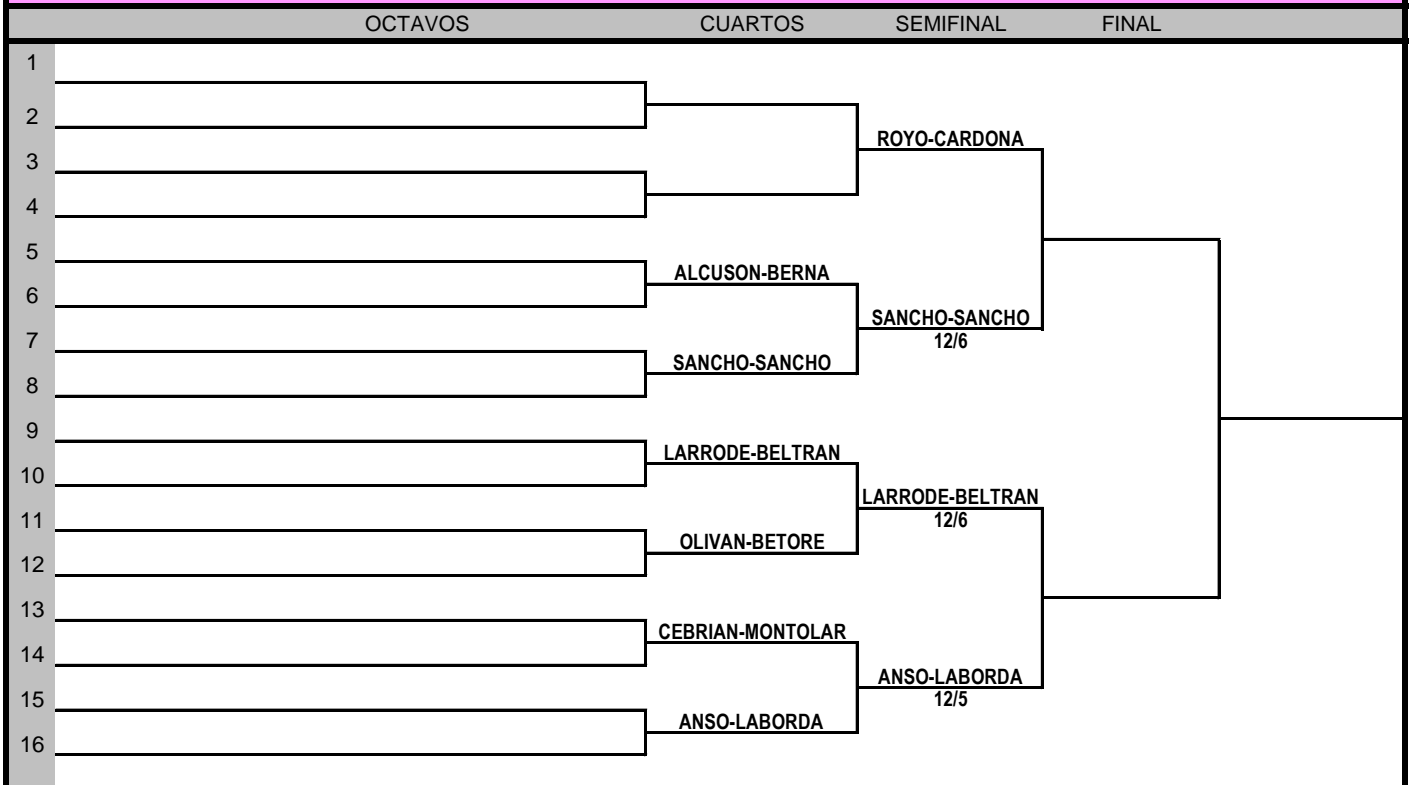 OCTAVOS CUARTOS SEMIFINAL FINAL
1
2
ROYO-CARDONA
3
4
5
ALCUSON-BERNA
6
SANCHO-SANCHO
7
12/6
SANCHO-SANCHO
8
9
LARRODE-BELTRAN
10
LARRODE-BELTRAN
11
12/6
OLIVAN-BETORE
12
13
CEBRIAN-MONTOLAR
14
ANSO-LABORDA
15
12/5
ANSO-LABORDA
16